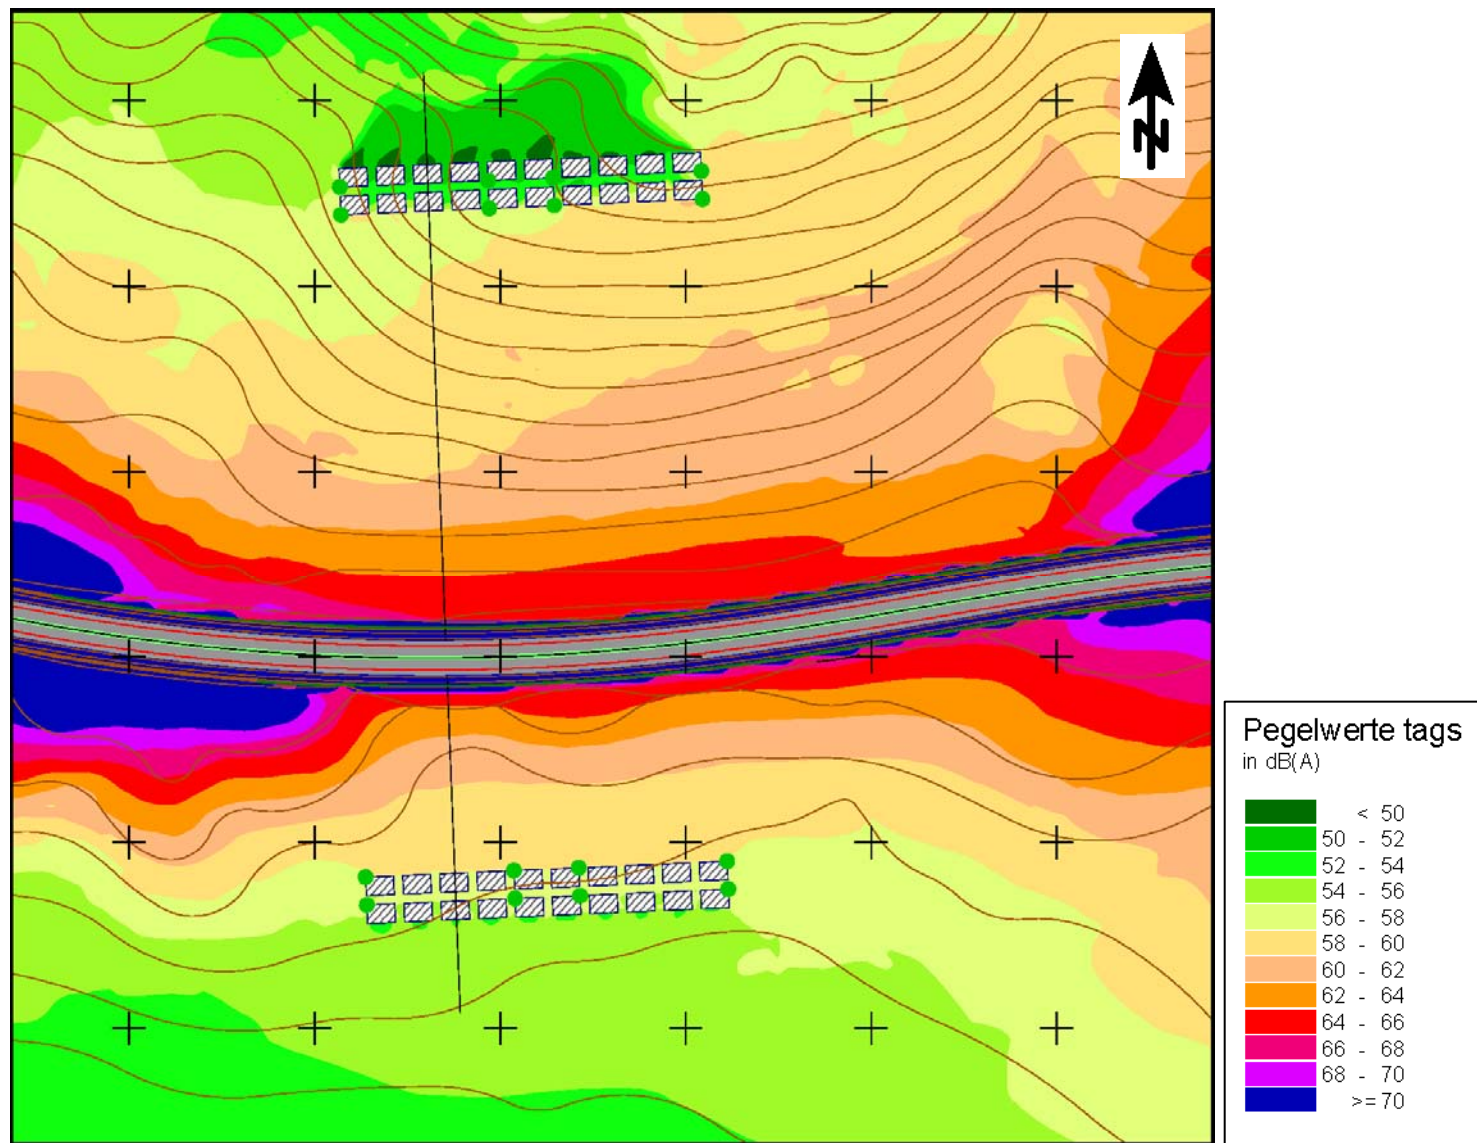 N
Pegelwerte tags
in dB(A)
< 50
50 - 52
52 - 54
54 - 56
56 - 58
58 - 60
60 - 62
62 - 64
64 - 66
66 - 68
68 - 70
>= 70